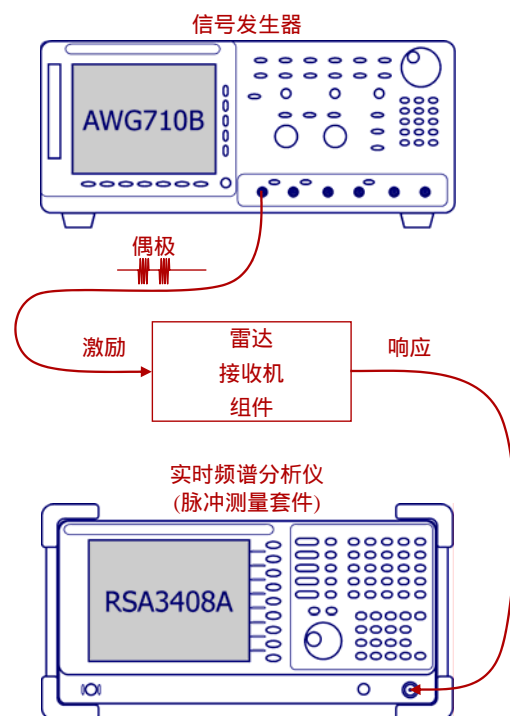 信号发生器
AWG710B
偶极
激励
雷达
接收机
组件
响应
实时频谱分析仪
(脉冲测量套件)
RSA3408A